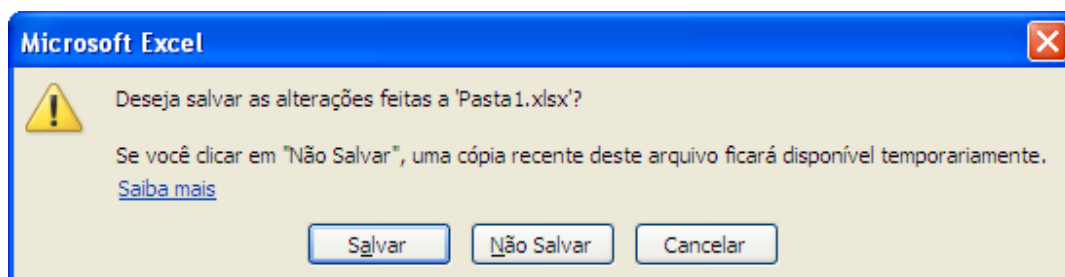 Microsoft Excel
Deseja salvar as alterações feitas a 'Pasta1.xlsx'?
Se você clicar em "Não Salvar", uma cópia recente deste arquivo ficará disponível temporariamente.
Saiba mais
Salvar Não Salvar Cancelar